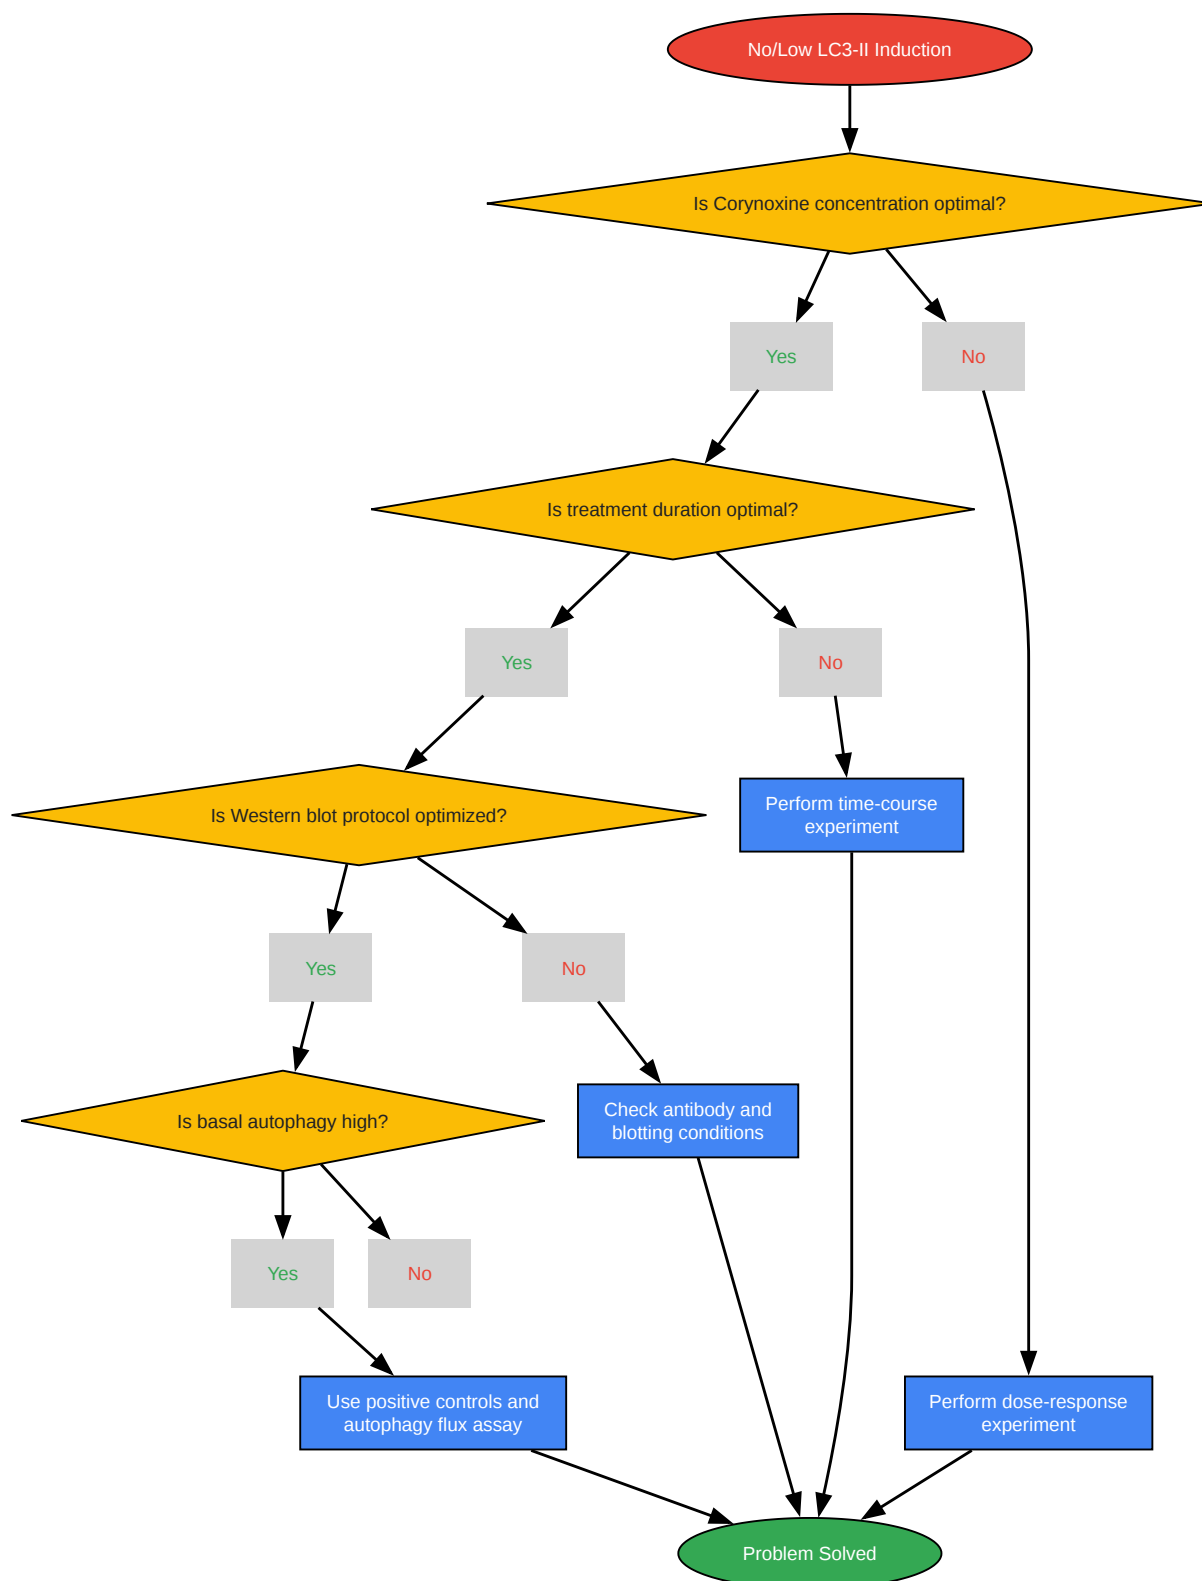 No/Low LC3-II Induction
Is Corynoxine concentration optimal?
Yes
No
Is treatment duration optimal?
Yes
No
Is Western blot protocol optimized?
Perform time-course
experiment
Yes
No
Is basal autophagy high?
Check antibody and
blotting conditions
Yes
No
Use positive controls and
autophagy flux assay
Perform dose-response
experiment
Problem Solved